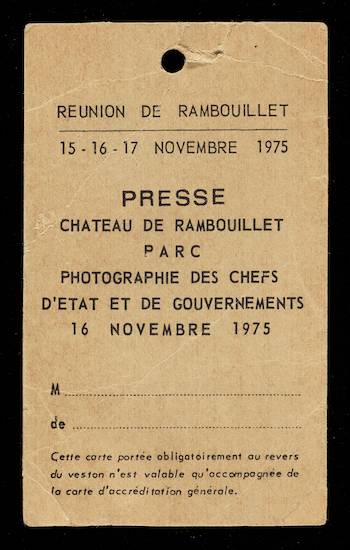 REUNION DE RAMBOUILLET
15-16-17 NOVEMBRE 1975
PRESSE
CHATEAU DE RAMBOUILLET
PARC
PHOTOGRAPHIE DES CHEFS
D'ETAT ET DE GOUVERNEMENTS
16 NOVEMBRE 1975
M
de
Cette carte portée obligatoirement au revers
du veston n'est valable qu'accompagnée de
la carte d'accréditation générale.